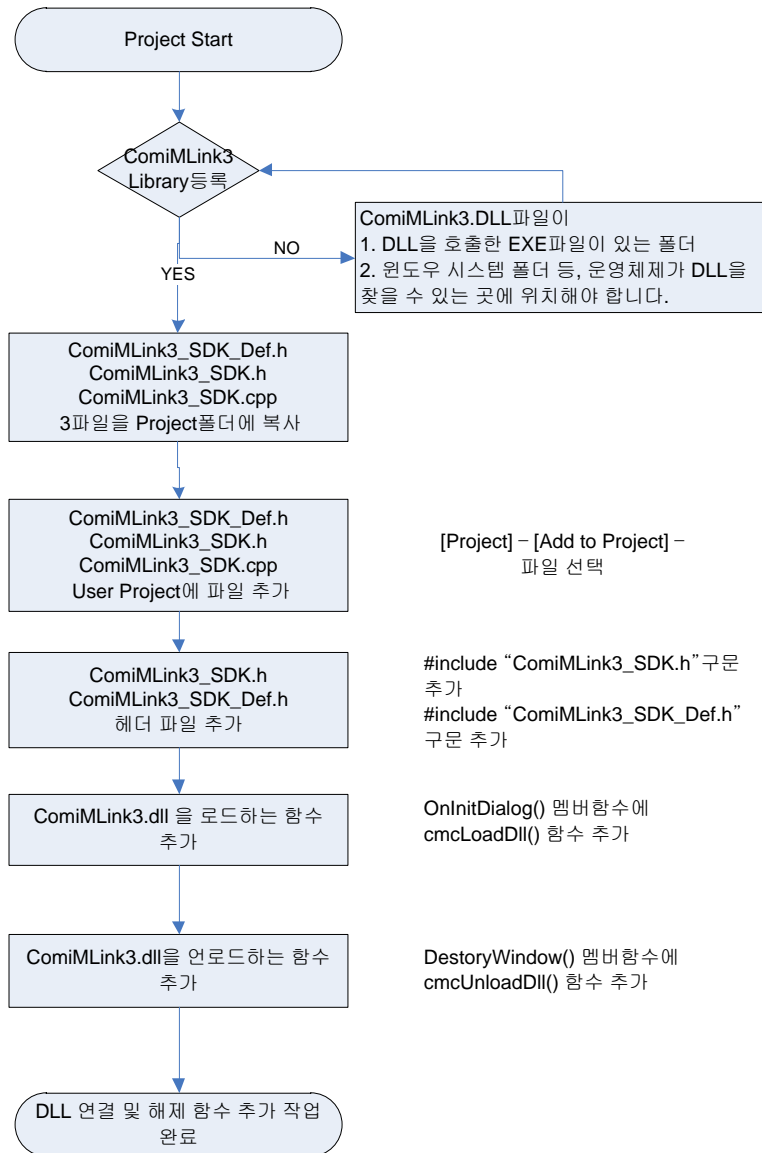 Project Start
ComiMLink3
Library등록
NO
YES
ComiMLink3.DLL파일이
1. DLL을 호출한 EXE파일이 있는 폴더
2. 윈도우 시스템 폴더 등, 운영체제가 DLL을
찾을 수 있는 곳에 위치해야 합니다.
ComiMLink3_SDK_Def.h
ComiMLink3_SDK.h
ComiMLink3_SDK.cpp
3파일을 Project폴더에 복사
ComiMLink3_SDK_Def.h
ComiMLink3_SDK.h
ComiMLink3_SDK.cpp
User Project에 파일 추가
[Project] – [Add to Project] –
파일 선택
ComiMLink3_SDK.h
ComiMLink3_SDK_Def.h
헤더 파일 추가
#include “ComiMLink3_SDK.h”구문
추가
#include “ComiMLink3_SDK_Def.h”
구문 추가
ComiMLink3.dll 을 로드하는 함수
추가
OnInitDialog() 멤버함수에
cmcLoadDll() 함수 추가
ComiMLink3.dll을 언로드하는 함수
추가
DestoryWindow() 멤버함수에
cmcUnloadDll() 함수 추가
DLL 연결 및 해제 함수 추가 작업
완료